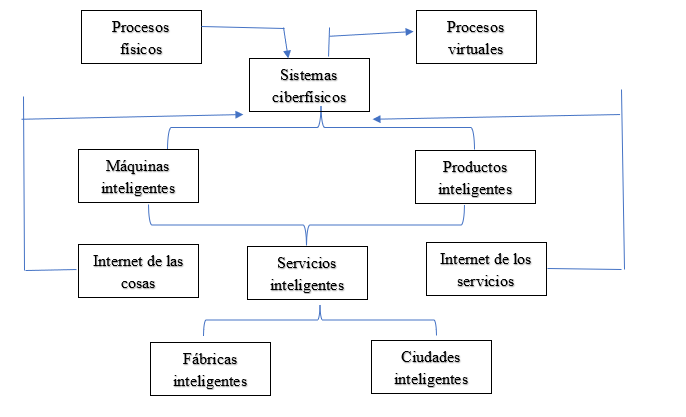 Procesos
físicos
Procesos
virtuales
Sistemas
ciberfísicos
Máquinas
inteligentes
Productos
inteligentes
Internet de las
cosas
Servicios
inteligentes
Internet de los
servicios
Fábricas
inteligentes
Ciudades
inteligentes